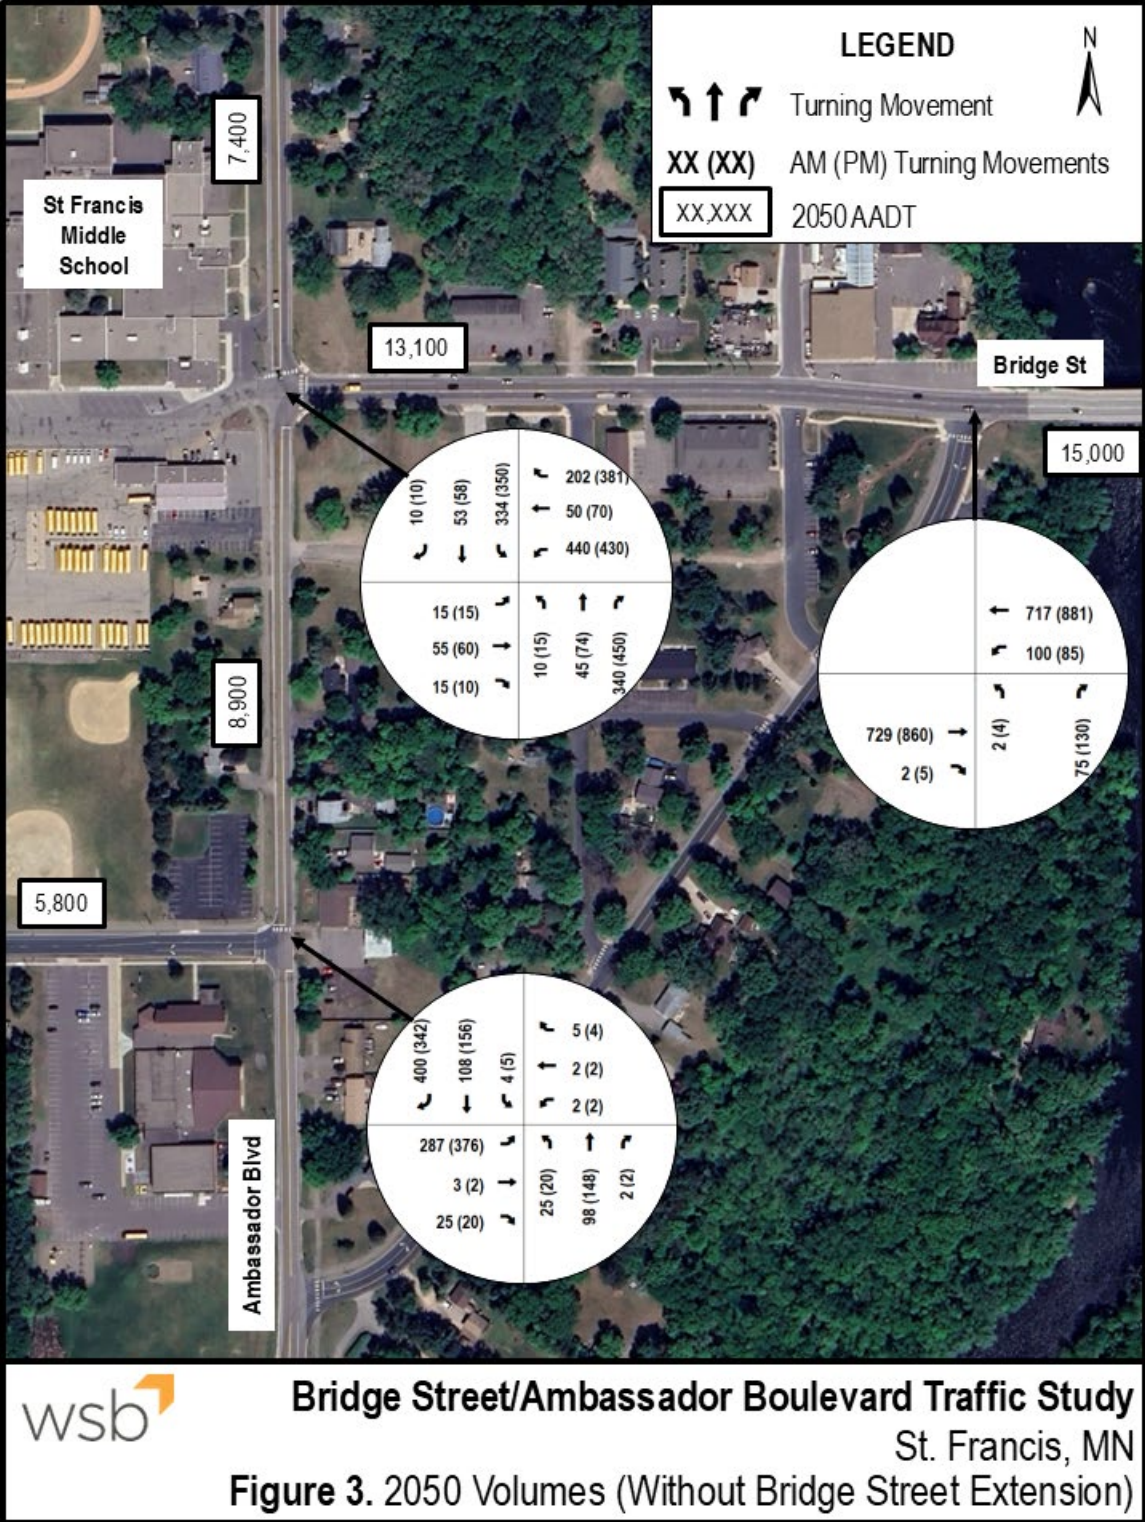 LEGEND
N
Turning Movement
XX (XX) AM (PM) Turning Movements
XX,XXX 2050 AADT
7,400
St Francis
Middle
School
13,100
Bridge St
15,000
10 (10)
53 (58)
334 (350)
202 (381)
50 (70)
440 (430)
15 (15)
55 (60)
15 (10)
10 (15)
45 (74)
340 (450)
717 (881)
100 (85)
729 (860)
2 (5)
2 (4)
75 (130)
8,900
5,800
400 (342)
108 (156)
4 (5)
5 (4)
2 (2)
2 (2)
287 (376)
3 (2)
25 (20)
25 (20)
98 (148)
2 (2)
Ambassador Blvd
wsb
Bridge Street/Ambassador Boulevard Traffic Study
St. Francis, MN
Figure 3. 2050 Volumes (Without Bridge Street Extension)